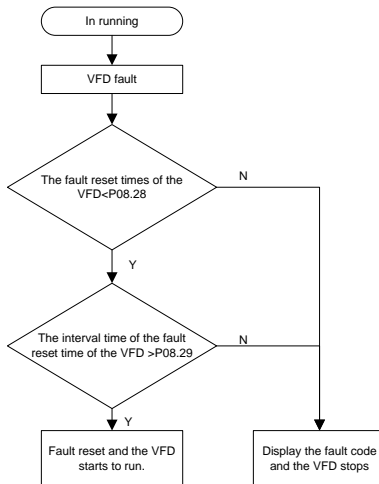 In running
VFD fault
The fault reset times of the
VFD<P08.28
N
Y
The interval time of the fault
reset time of the VFD >P08.29
N
Y
Fault reset and the VFD
starts to run.
Display the fault code
and the VFD stops